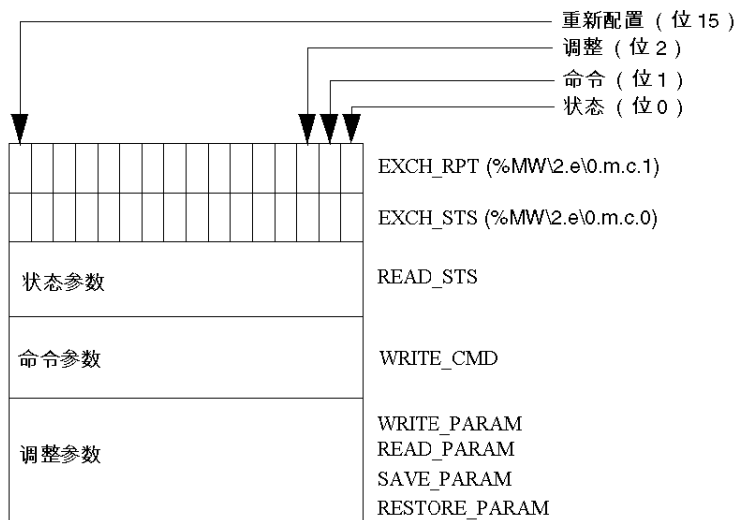 重新配置 ( 位 15 )
调整 ( 位 2 )
命令 ( 位 1 )
状态 ( 位 0 )
EXCH_RPT (%MW\2.e\0.m.c.1)
EXCH_STS (%MW\2.e\0.m.c.0)
状态参数 READ_STS
命令参数 WRITE_CMD
WRITE_PARAM
调整参数 READ_PARAM
SAVE_PARAM
RESTORE_PARAM